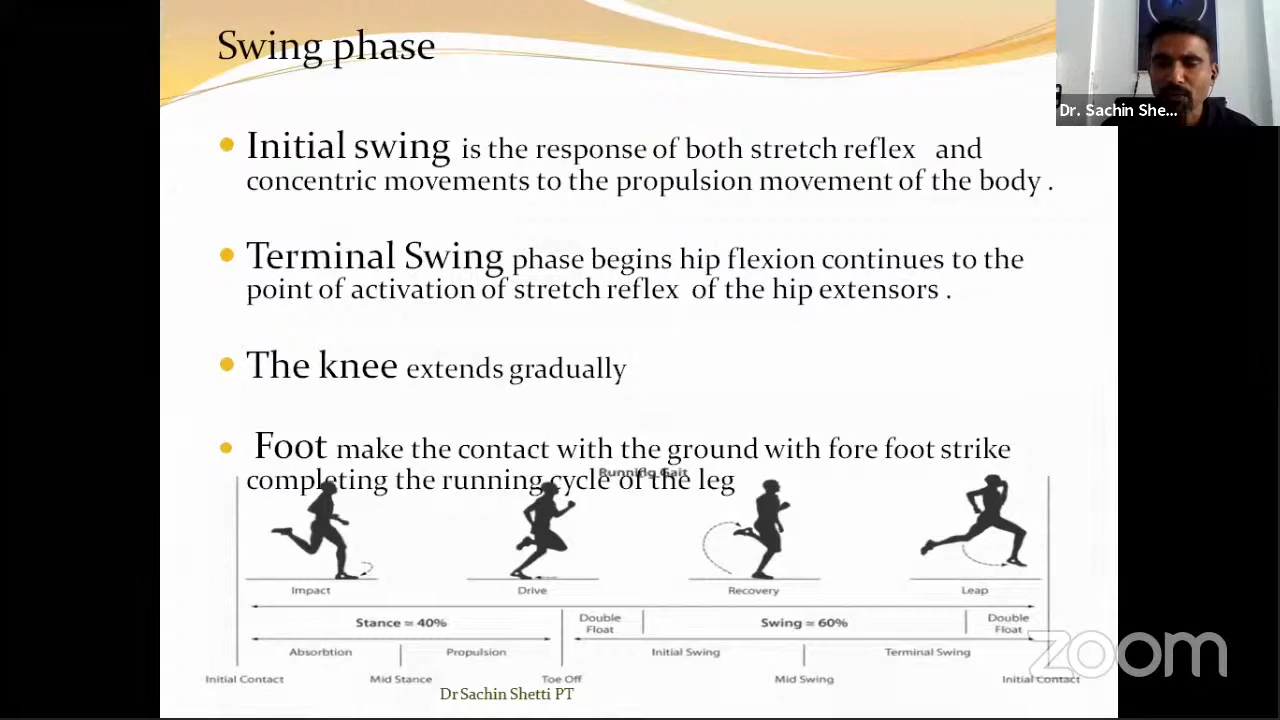 Swing phase
Dr. Sachin She...
Initial swing is the response of both stretch reflex and
concentric movements to the propulsion movement of the body .
Terminal Swing phase begins hip flexion continues to the
point of activation of stretch reflex of the hip extensors .
The knee extends gradually
Foot make the contact with the ground with fore foot strike
completing the running cycle of the leg
Running Gait
Impact Drive Recovery Leap
Stance = 40% Double Float Swing = 60% Double Float
Absorbtion Propulsion Initial Swing Terminal Swing
Initial Contact Mid Stance Toe Off Mid Swing Initial Contact
Dr Sachin Shetti PT
zoom